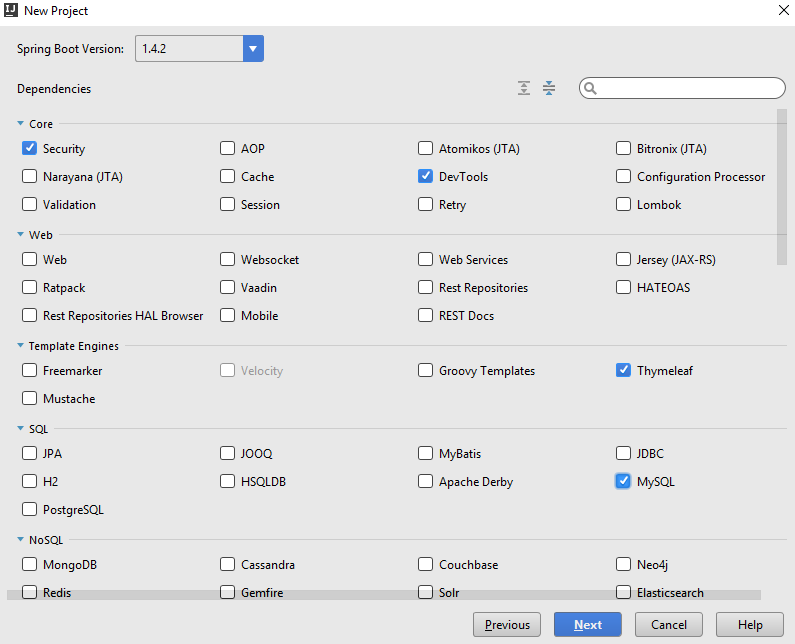 IJ New Project
Spring Boot Version: 1.4.2
Dependencies
Core
Security AOP Atomikos (JTA) Bitronix (JTA)
Narayana (JTA) Cache DevTools Configuration Processor
Validation Session Retry Lombok
Web
Web Websocket Web Services Jersey (JAX-RS)
Ratpack Vaadin Rest Repositories HATEOAS
Rest Repositories HAL Browser Mobile REST Docs
Template Engines
Freemarker Velocity Groovy Templates Thymeleaf
Mustache
SQL
JPA JOOQ MyBatis JDBC
H2 HSQLDB Apache Derby MySQL
PostgreSQL
NoSQL
MongoDB Cassandra Couchbase Neo4j
Redis Gemfire Solr Elasticsearch
Previous Next Cancel Help